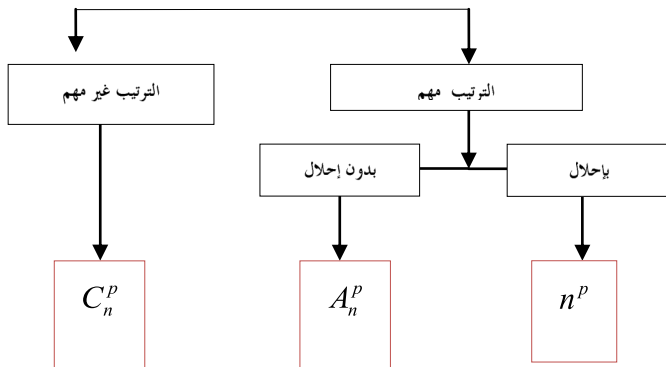 الترتيب مهم
الترتيب غير مهم
بإحلال
بدون إحلال
n^p
A_n^p
C_n^p